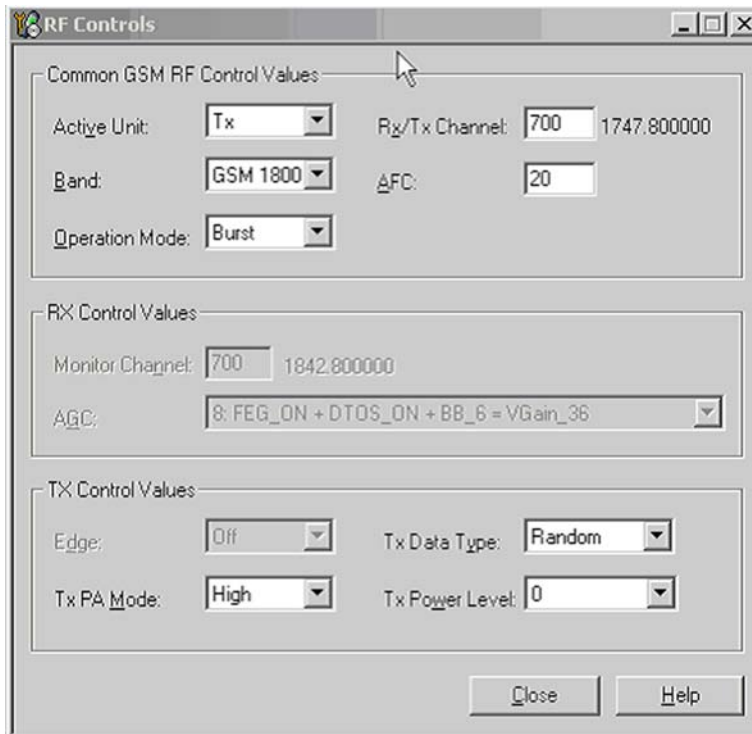 RF Controls
Common GSM RF Control Values
Active Unit: Tx Rx/Tx Channel: 700 1747.800000
Band: GSM 1800 AFC: 20
Operation Mode: Burst
RX Control Values
Monitor Channel: 700 1842.800000
AGC: 8: FEG_ON + DTOS_ON + BB_6 = VGain_36
TX Control Values
Edge: Off Tx Data Type: Random
Tx PA Mode: High Tx Power Level: 0
Close Help